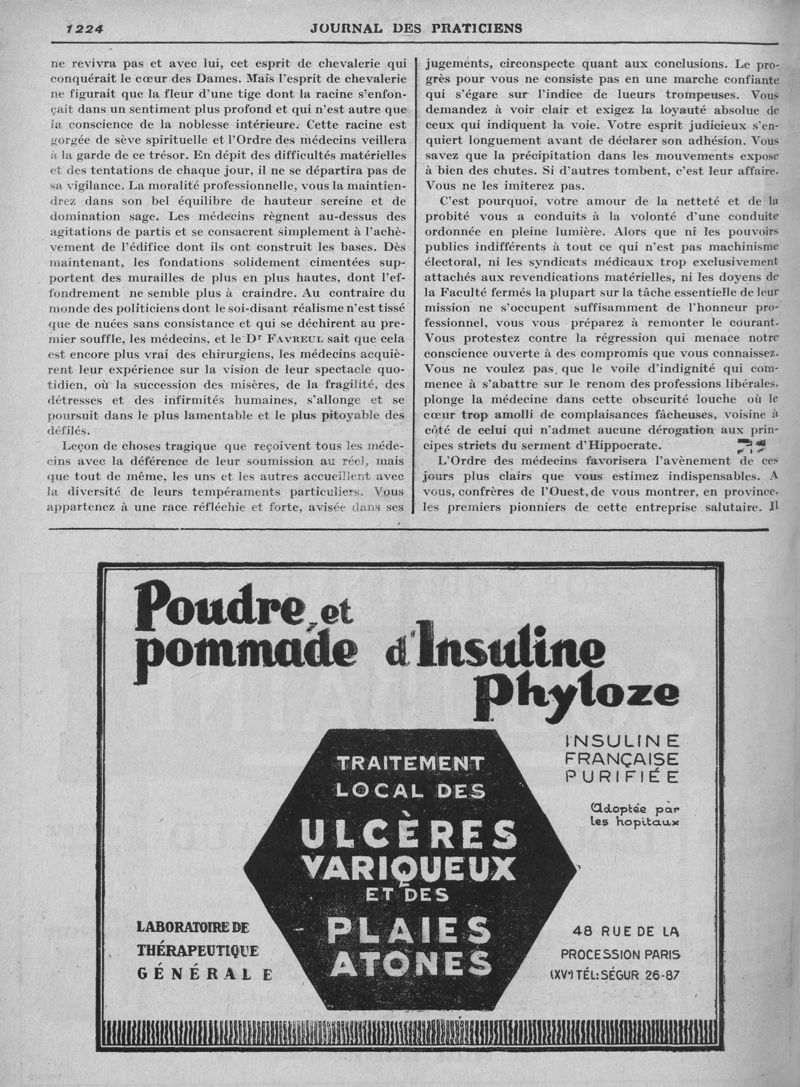 1224
JOURNAL DES PRATICIENS
ne revivra pas et avec lui, cet esprit de chevalerie qui
conquérait le cœur des Dames. Mais l'esprit de chevalerie
ne figurait que la fleur d'une tige dont la racine s'enfon-
çait dans un sentiment plus profond et qui n'est autre que
la conscience de la noblesse intérieure. Cette racine est
gorgée de sève spirituelle et l'Ordre des médecins veillera
à la garde de ce trésor. En dépit des difficultés matérielles
et des tentations de chaque jour, il ne se départira pas de
sa vigilance. La moralité professionnelle, vous la maintien-
drez dans son bel équilibre de hauteur sereine et de
domination sage. Les médecins règnent au-dessus des
agitations de partis et se consacrent simplement à l'achè-
vement de l'édifice dont ils ont construit les bases. Dès
maintenant, les fondations solidement cimentées sup-
portent des murailles de plus en plus hautes, dont l'ef-
fondrement ne semble plus à craindre. Au contraire du
monde des politiciens dont le soi-disant réalisme n'est tissé
que de nuées sans consistance et qui se déchirent au pre-
mier souffle, les médecins, et le Dr FAVREUL sait que cela
est encore plus vrai des chirurgiens, les médecins acquiè-
rent leur expérience sur la vision de leur spectacle quo-
tidien, où la succession des misères, de la fragilité, des
détresses et des infirmités humaines, s'allonge et se
poursuit dans le plus lamentable et le plus pitoyable des
défilés.
Leçon de choses tragique que reçoivent tous les méde-
cins avec la déférence de leur soumission au réel, mais
que tout de même, les uns et les autres accueillent avec
la diversité de leurs tempéraments particuliers. Vous
appartenez à une race réfléchie et forte, avisée dans ses
jugements, circonspecte quant aux conclusions. Le pro-
grès pour vous ne consiste pas en une marche confiante
qui s'égare sur l'indice de lueurs trompeuses. Vous
demandez à voir clair et exigez la loyauté absolue de
ceux qui indiquent la voie. Votre esprit judicieux s'en-
quiert longuement avant de déclarer son adhésion. Vous
savez que la précipitation dans les mouvements expose
à bien des chutes. Si d'autres tombent, c'est leur affaire.
Vous ne les imiterez pas.
C'est pourquoi, votre amour de la netteté et de la
probité vous a conduits à la volonté d'une conduite
ordonnée en pleine lumière. Alors que ni les pouvoirs
publics indifférents à tout ce qui n'est pas machinisme
électoral, ni les syndicats médicaux trop exclusivement
attachés aux revendications matérielles, ni les doyens de
la Faculté fermés la plupart sur la tâche essentielle de leur
mission ne s'occupent suffisamment de l'honneur pro-
fessionnel, vous vous préparez à remonter le courant.
Vous protestez contre la régression qui menace notre
conscience ouverte à des compromis que vous connaissez.
Vous ne voulez pas que le voile d'indignité qui com-
mence à s'abattre sur le renom des professions libérales,
plonge la médecine dans cette obscurité louche où le
cœur trop amolli de complaisances fâcheuses, voisine à
côté de celui qui n'admet aucune dérogation aux prin-
cipes stricts du serment d'Hippocrate.
L'Ordre des médecins favorisera l'avènement de ces
jours plus clairs que vous estimez indispensables. A
vous, confrères de l'Ouest, de vous montrer, en province,
les premiers pionniers de cette entreprise salutaire. Il
Poudre et
pommade d'Insuline
phyloze
INSULINE
FRANÇAISE
PURIFIÉE
Adoptée par
les hopitaux
TRAITEMENT
LOCAL DES
ULCÈRES
VARIQUEUX
ET DES
PLAIES
ATONES
LABORATOIRE DE
THÉRAPEUTIQUE
GÉNÉRALE
48 RUE DE LA
PROCESSION PARIS
(XVe) TÉL: SÉGUR 26-87